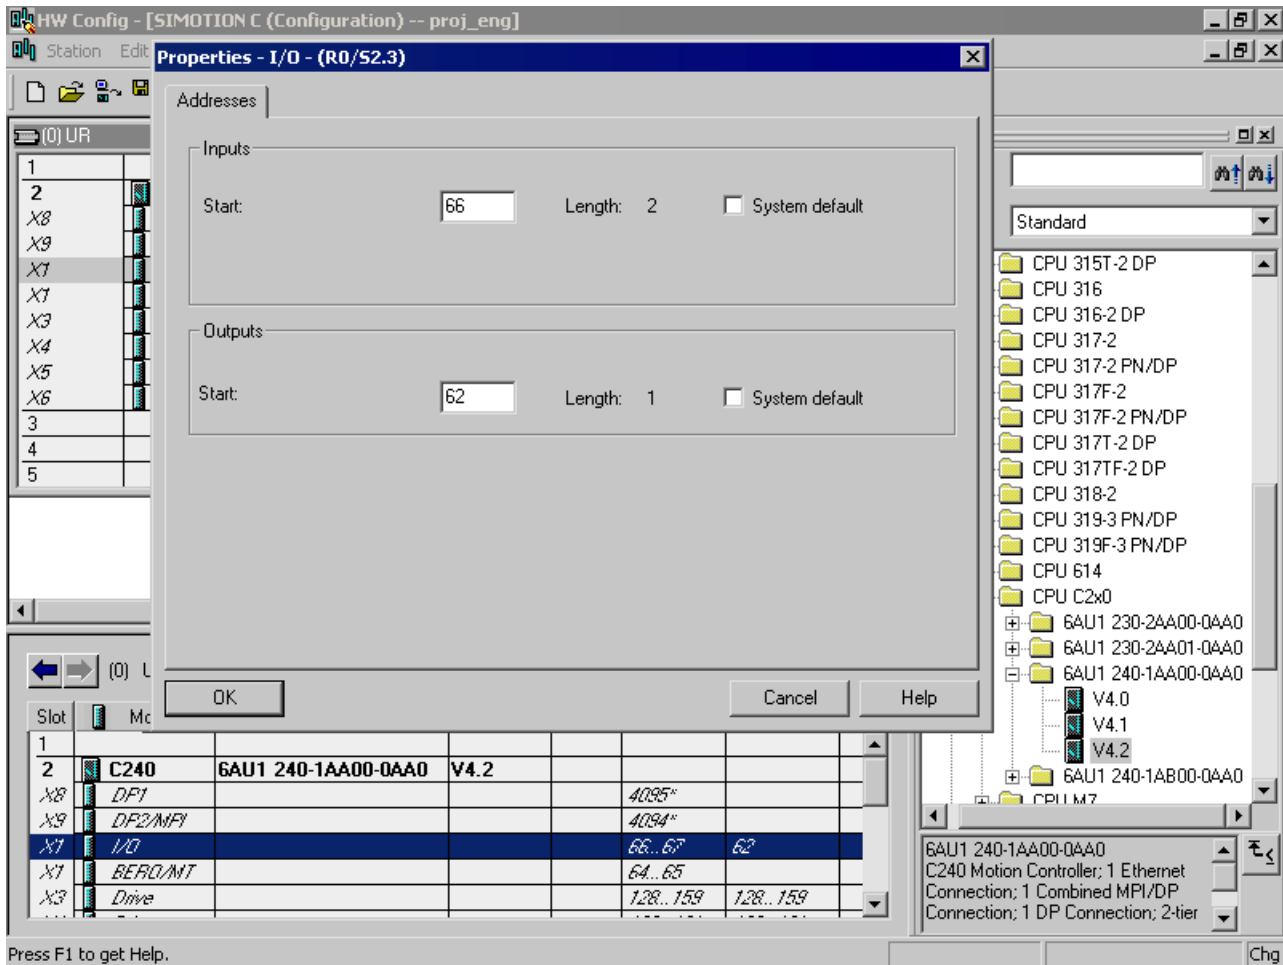 HW Config - [SIMOTION C (Configuration) -- proj_eng]
Station Edit
Properties - I/O - (R0/S2.3)
Addresses
(0) UR
1
2
X8
X9
X1
X1
X3
X4
X5
X6
3
4
5
Inputs
Start: 66 Length: 2 System default
Outputs
Start: 62 Length: 1 System default
OK Cancel Help
Standard
CPU 315T-2 DP
CPU 316
CPU 316-2 DP
CPU 317-2
CPU 317-2 PN/DP
CPU 317F-2
CPU 317F-2 PN/DP
CPU 317T-2 DP
CPU 317TF-2 DP
CPU 318-2
CPU 319-3 PN/DP
CPU 319F-3 PN/DP
CPU 614
CPU C2x0
6AU1 230-2AA00-0AA0
6AU1 230-2AA01-0AA0
6AU1 240-1AA00-0AA0
V4.0
V4.1
V4.2
6AU1 240-1AB00-0AA0
CPU M7
(0) U
Slot Mo
1
2 C240 6AU1 240-1AA00-0AA0 V4.2
X8 DP1 4095*
X9 DP2/MPI 4094*
X1 I/O 66..67 62
X1 BERO/MT 64..65
X3 Drive 128..159 128..159
6AU1 240-1AA00-0AA0
C240 Motion Controller; 1 Ethernet
Connection; 1 Combined MPI/DP
Connection; 1 DP Connection; 2-tier
Press F1 to get Help.
Chg